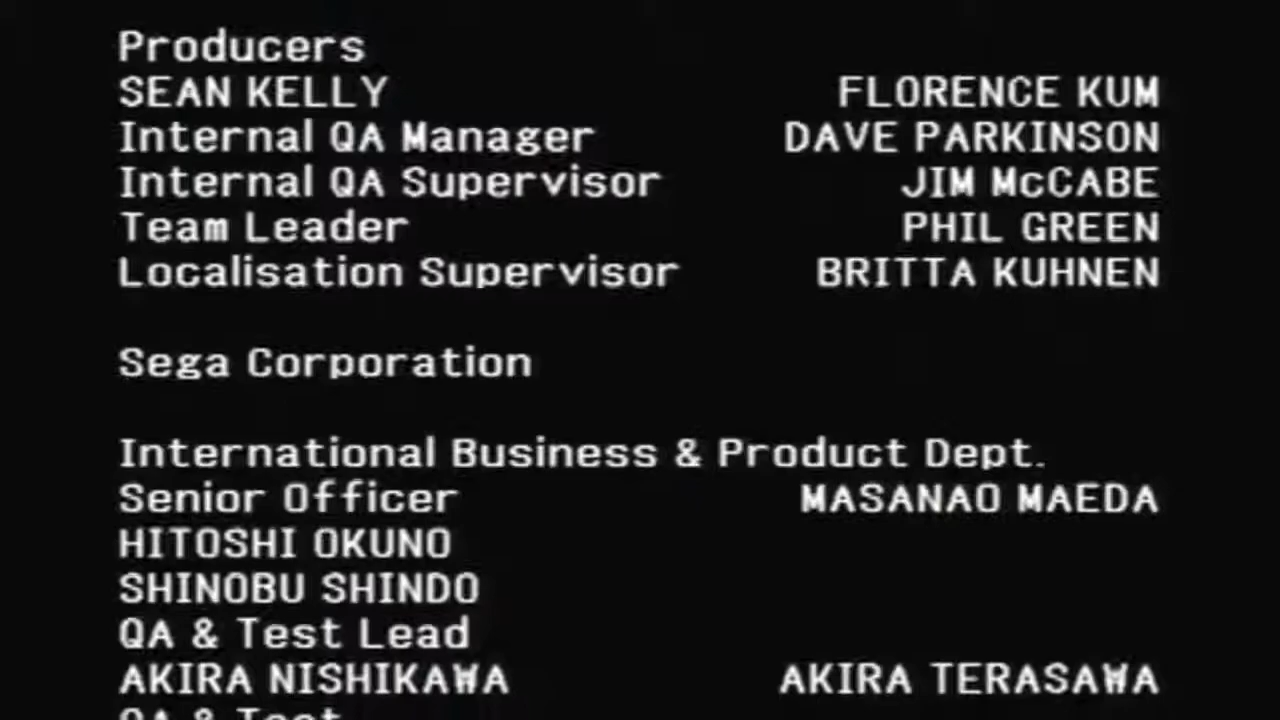 Producers
SEAN KELLY FLORENCE KUM
Internal QA Manager DAVE PARKINSON
Internal QA Supervisor JIM McCABE
Team Leader PHIL GREEN
Localisation Supervisor BRITTA KUHNEN
Sega Corporation
International Business & Product Dept.
Senior Officer MASANAO MAEDA
HITOSHI OKUNO
SHINOBU SHINDO
QA & Test Lead
AKIRA NISHIKAWA AKIRA TERASAWA
QA & Test